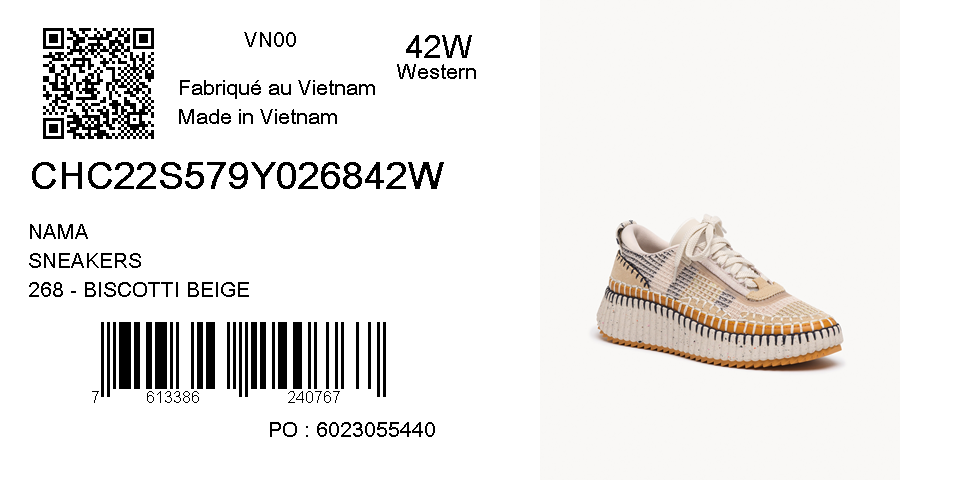 VN00
42W
Western
Fabriqué au Vietnam
Made in Vietnam
CHC22S579Y026842W
NAMA
SNEAKERS
268 - BISCOTTI BEIGE
7 613386 240767
PO : 6023055440